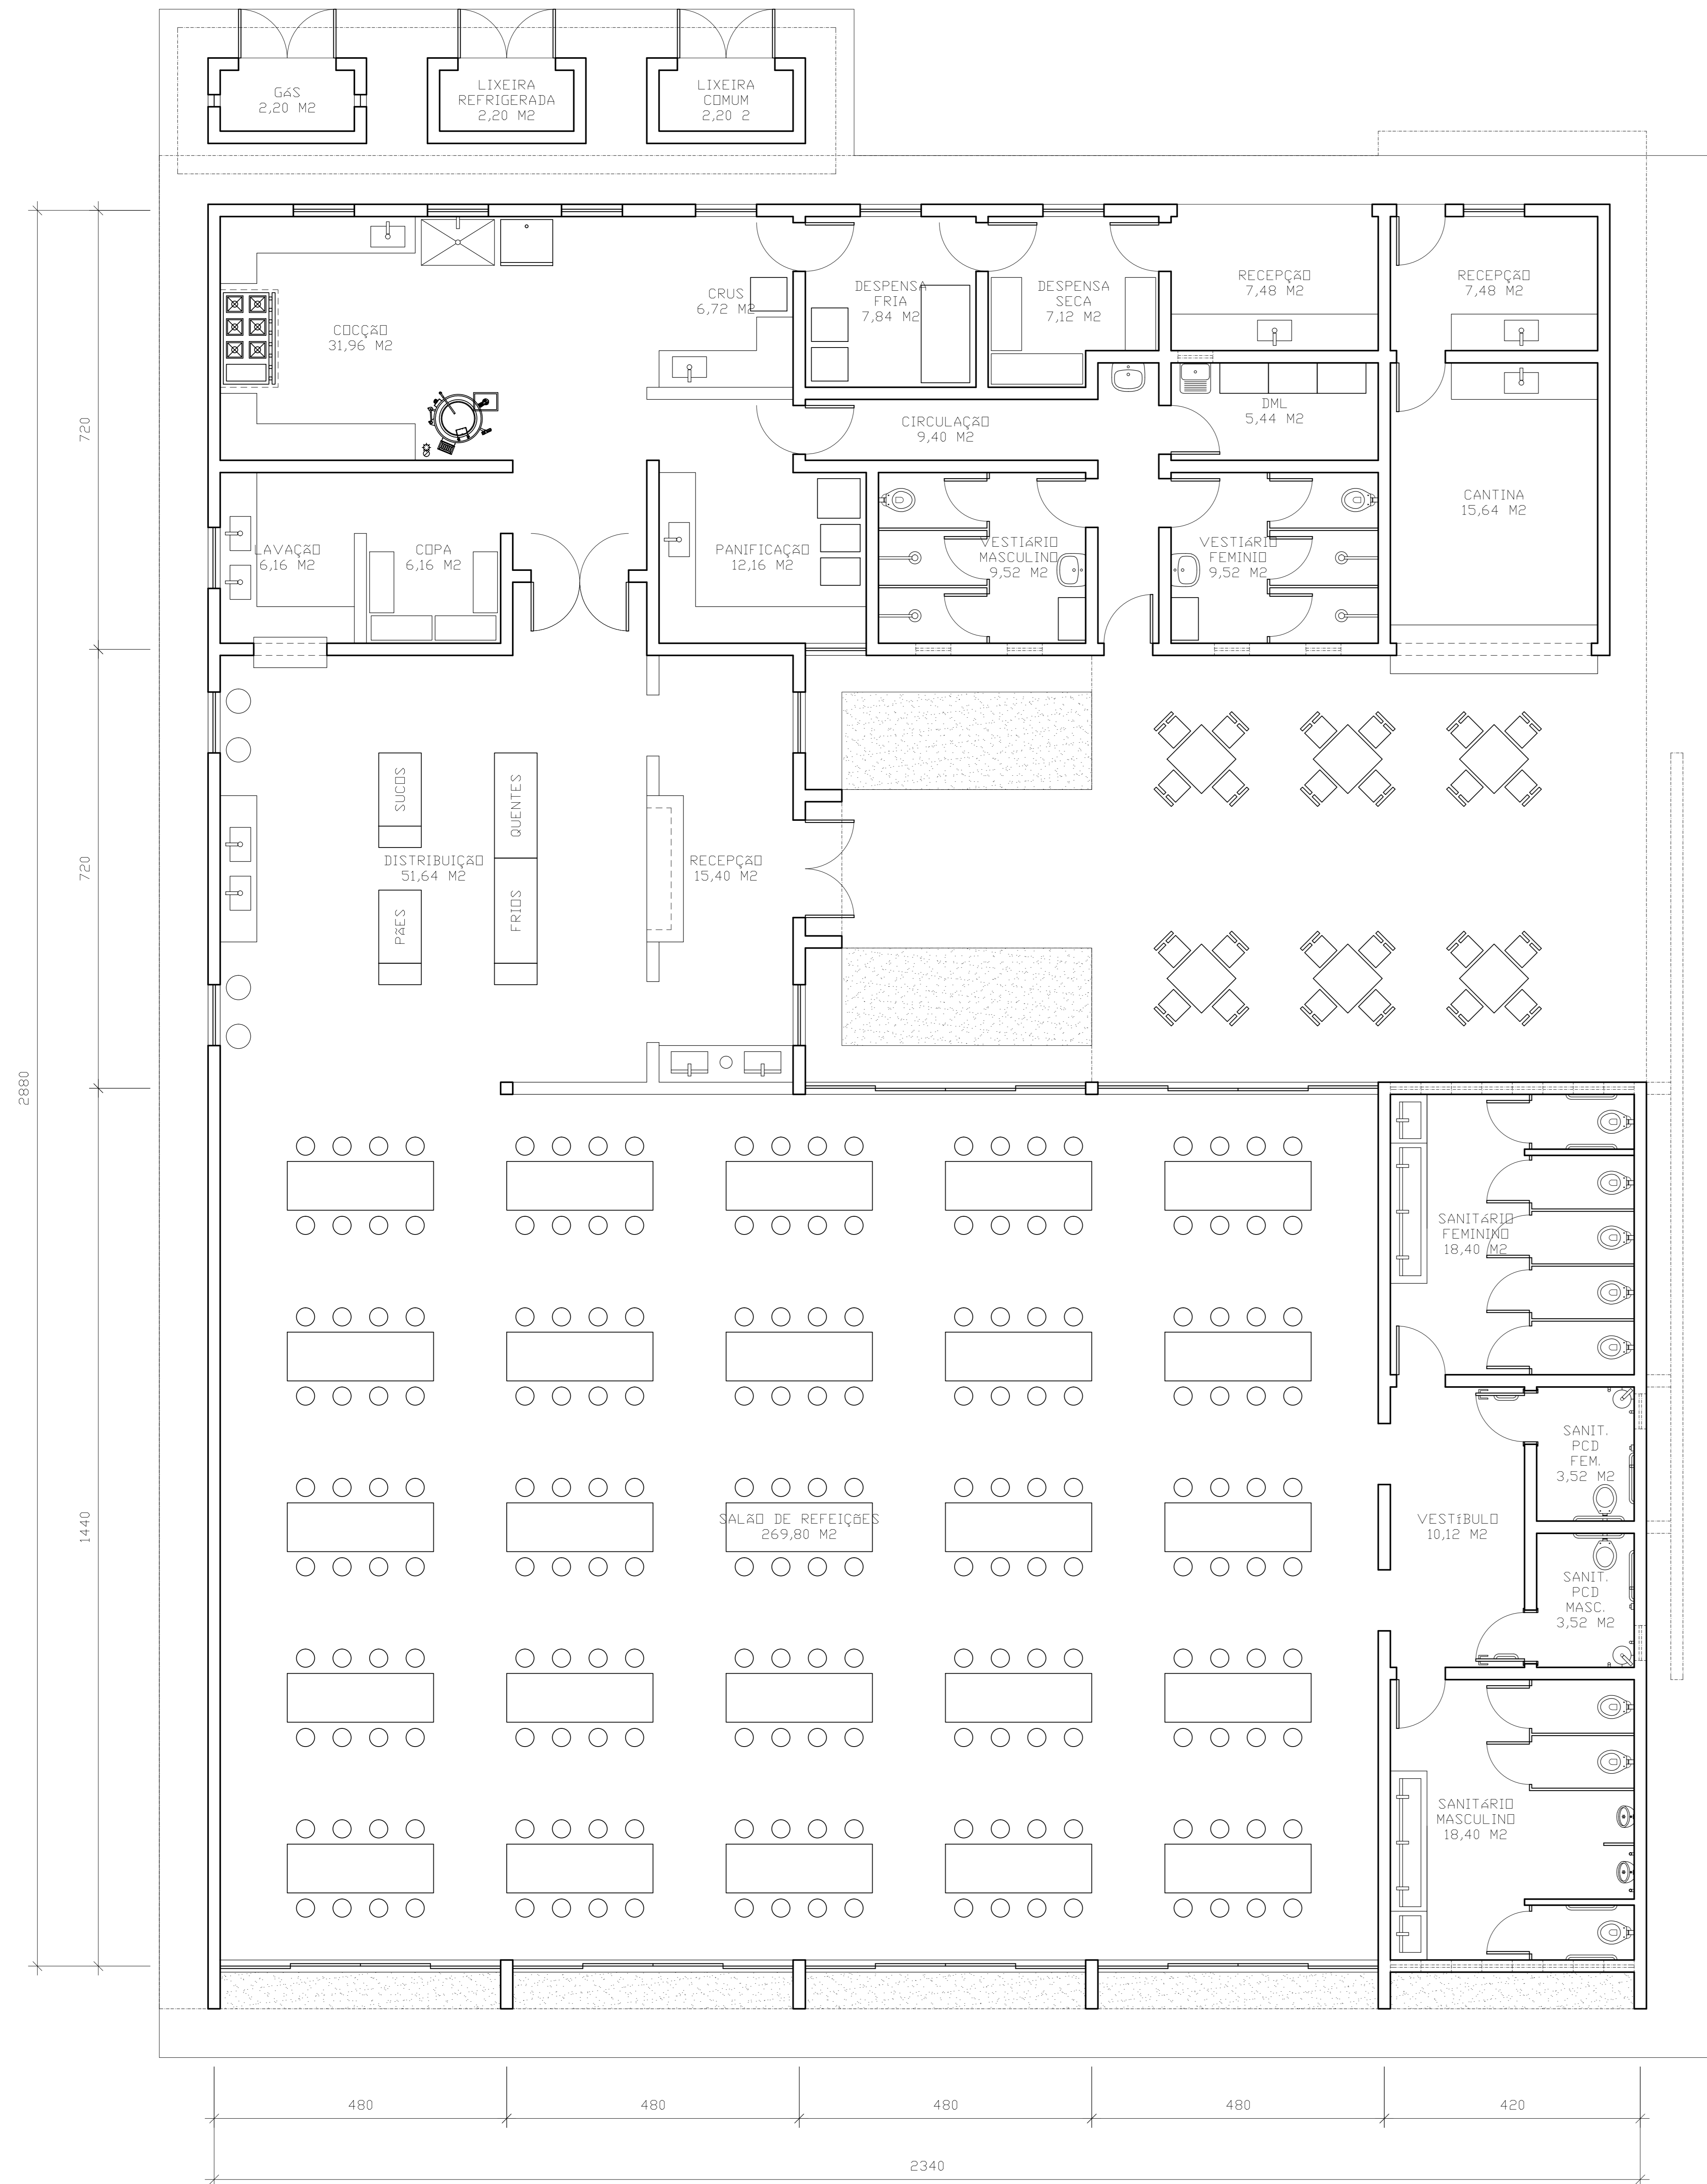 GÁS
2,20 M2
LIXEIRA
REFRIGERADA
2,20 M2
LIXEIRA
COMUM
2,20 2
COCÇÃO
31,96 M2
CRUS
6,72 M2
DESPENSA
FRIA
7,84 M2
DESPENSA
SECA
7,12 M2
RECEPÇÃO
7,48 M2
RECEPÇÃO
7,48 M2
CIRCULAÇÃO
9,40 M2
DML
5,44 M2
CANTINA
15,64 M2
LAVAÇÃO
6,16 M2
COPA
6,16 M2
PANIFICAÇÃO
12,16 M2
VESTIÁRIO
MASCULINO
9,52 M2
VESTIÁRIO
FEMINIO
9,52 M2
720
SUCOS
QUENTES
DISTRIBUIÇÃO
51,64 M2
RECEPÇÃO
15,40 M2
PÃES
FRIOS
720
2880
SANITÁRIO
FEMININO
18,40 M2
SANIT.
PCD
FEM.
3,52 M2
SALÃO DE REFEIÇÕES
269,80 M2
VESTÍBULO
10,12 M2
SANIT.
PCD
MASC.
3,52 M2
1440
SANITÁRIO
MASCULINO
18,40 M2
480
480
480
480
420
2340